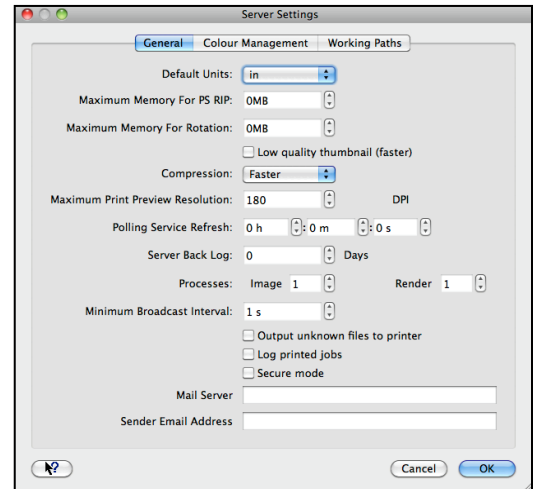 Server Settings
General Colour Management Working Paths
Default Units: in
Maximum Memory For PS RIP: 0MB
Maximum Memory For Rotation: 0MB
Low quality thumbnail (faster)
Compression: Faster
Maximum Print Preview Resolution: 180 DPI
Polling Service Refresh: 0 h : 0 m : 0 s
Server Back Log: 0 Days
Processes: Image 1 Render 1
Minimum Broadcast Interval: 1 s
Output unknown files to printer
Log printed jobs
Secure mode
Mail Server
Sender Email Address
? Cancel OK